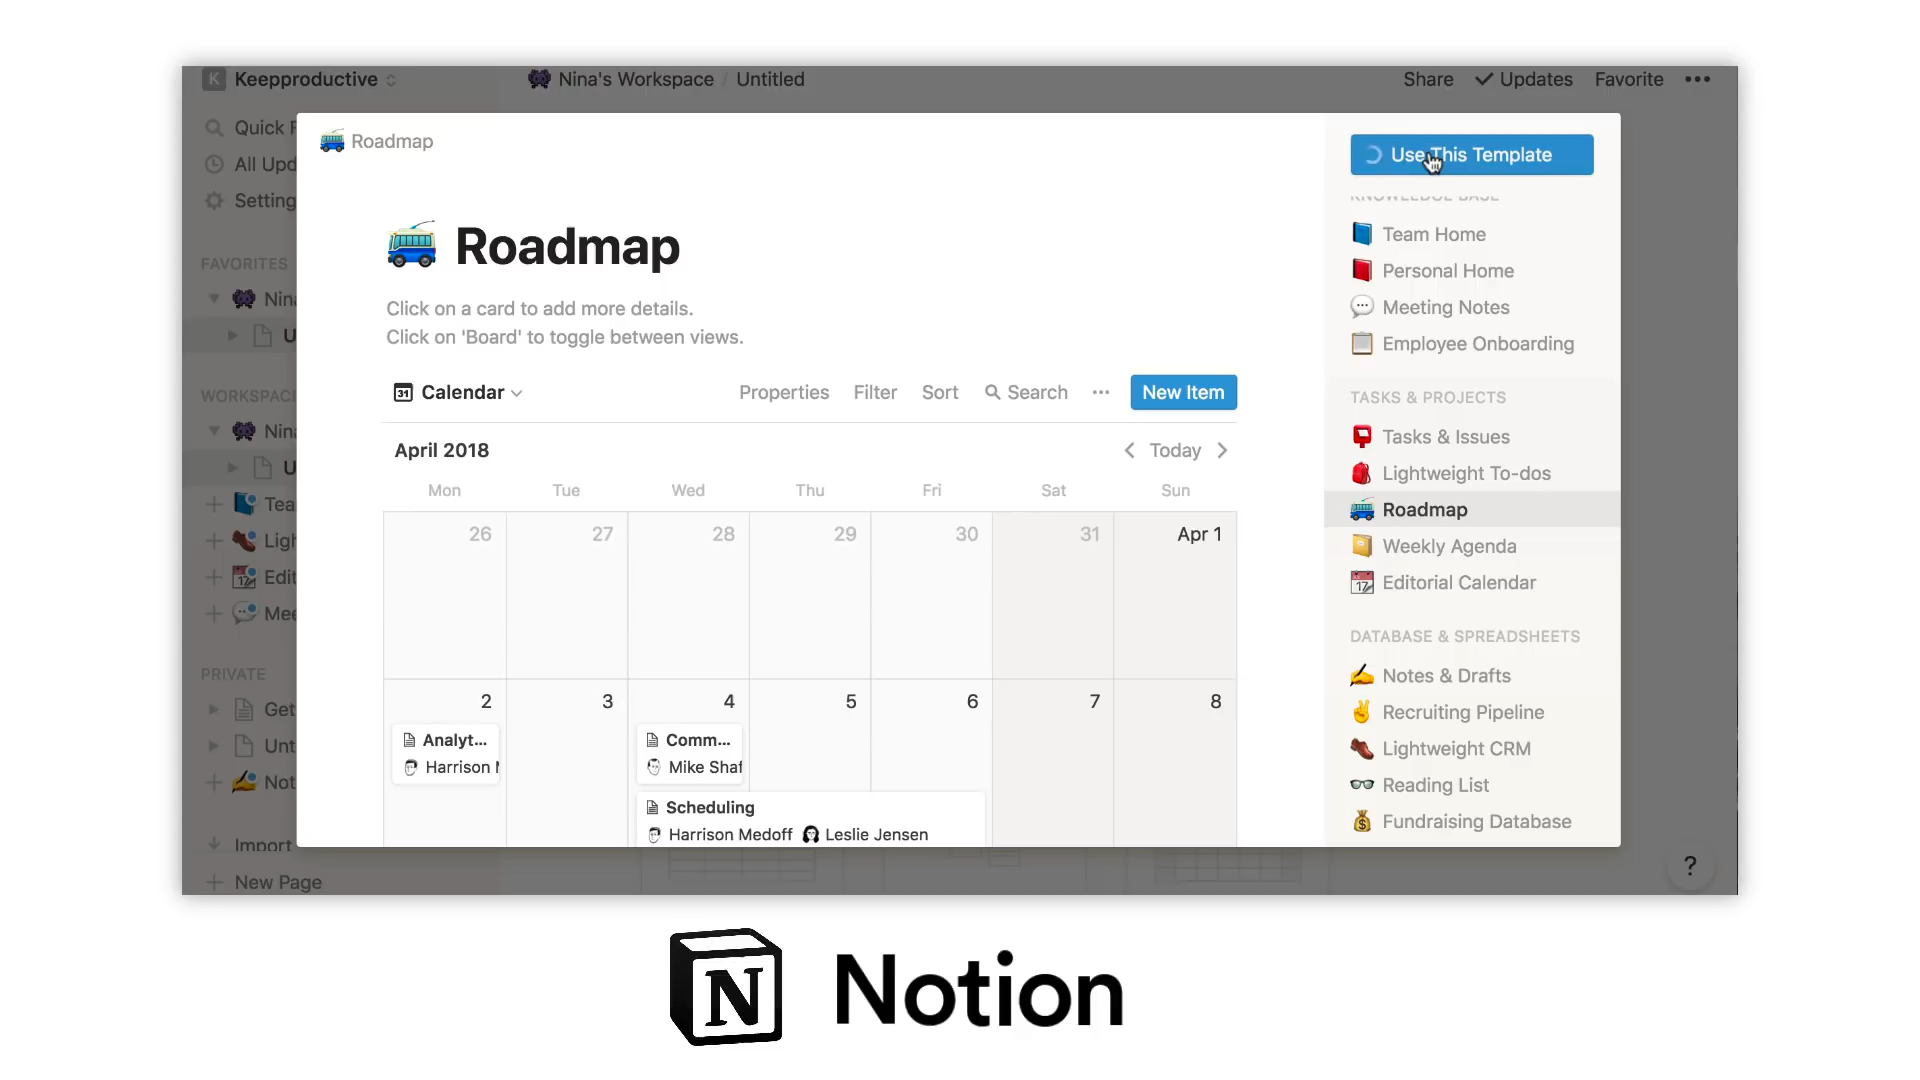 K Keepproductive
Nina's Workspace / Untitled
Share
Updates
Favorite
Quick F
All Upd
Setting
FAVORITES
Nin
U
WORKSPAC
Nin
U
Tea
Ligh
Edit
Mee
PRIVATE
Get
Unt
Not
Import
New Page
Roadmap
Roadmap
Click on a card to add more details.
Click on 'Board' to toggle between views.
31 Calendar
Properties
Filter
Sort
Search
New Item
April 2018
Today
Mon Tue Wed Thu Fri Sat Sun
26 27 28 29 30 31 Apr 1
2 3 4 5 6 7 8
Analyt...
Harrison M
Comm...
Mike Shaf
Scheduling
Harrison Medoff Leslie Jensen
Use This Template
KNOWLEDGE BASE
Team Home
Personal Home
Meeting Notes
Employee Onboarding
TASKS & PROJECTS
Tasks & Issues
Lightweight To-dos
Roadmap
Weekly Agenda
17 Editorial Calendar
DATABASE & SPREADSHEETS
Notes & Drafts
Recruiting Pipeline
Lightweight CRM
Reading List
Fundraising Database
?
N Notion